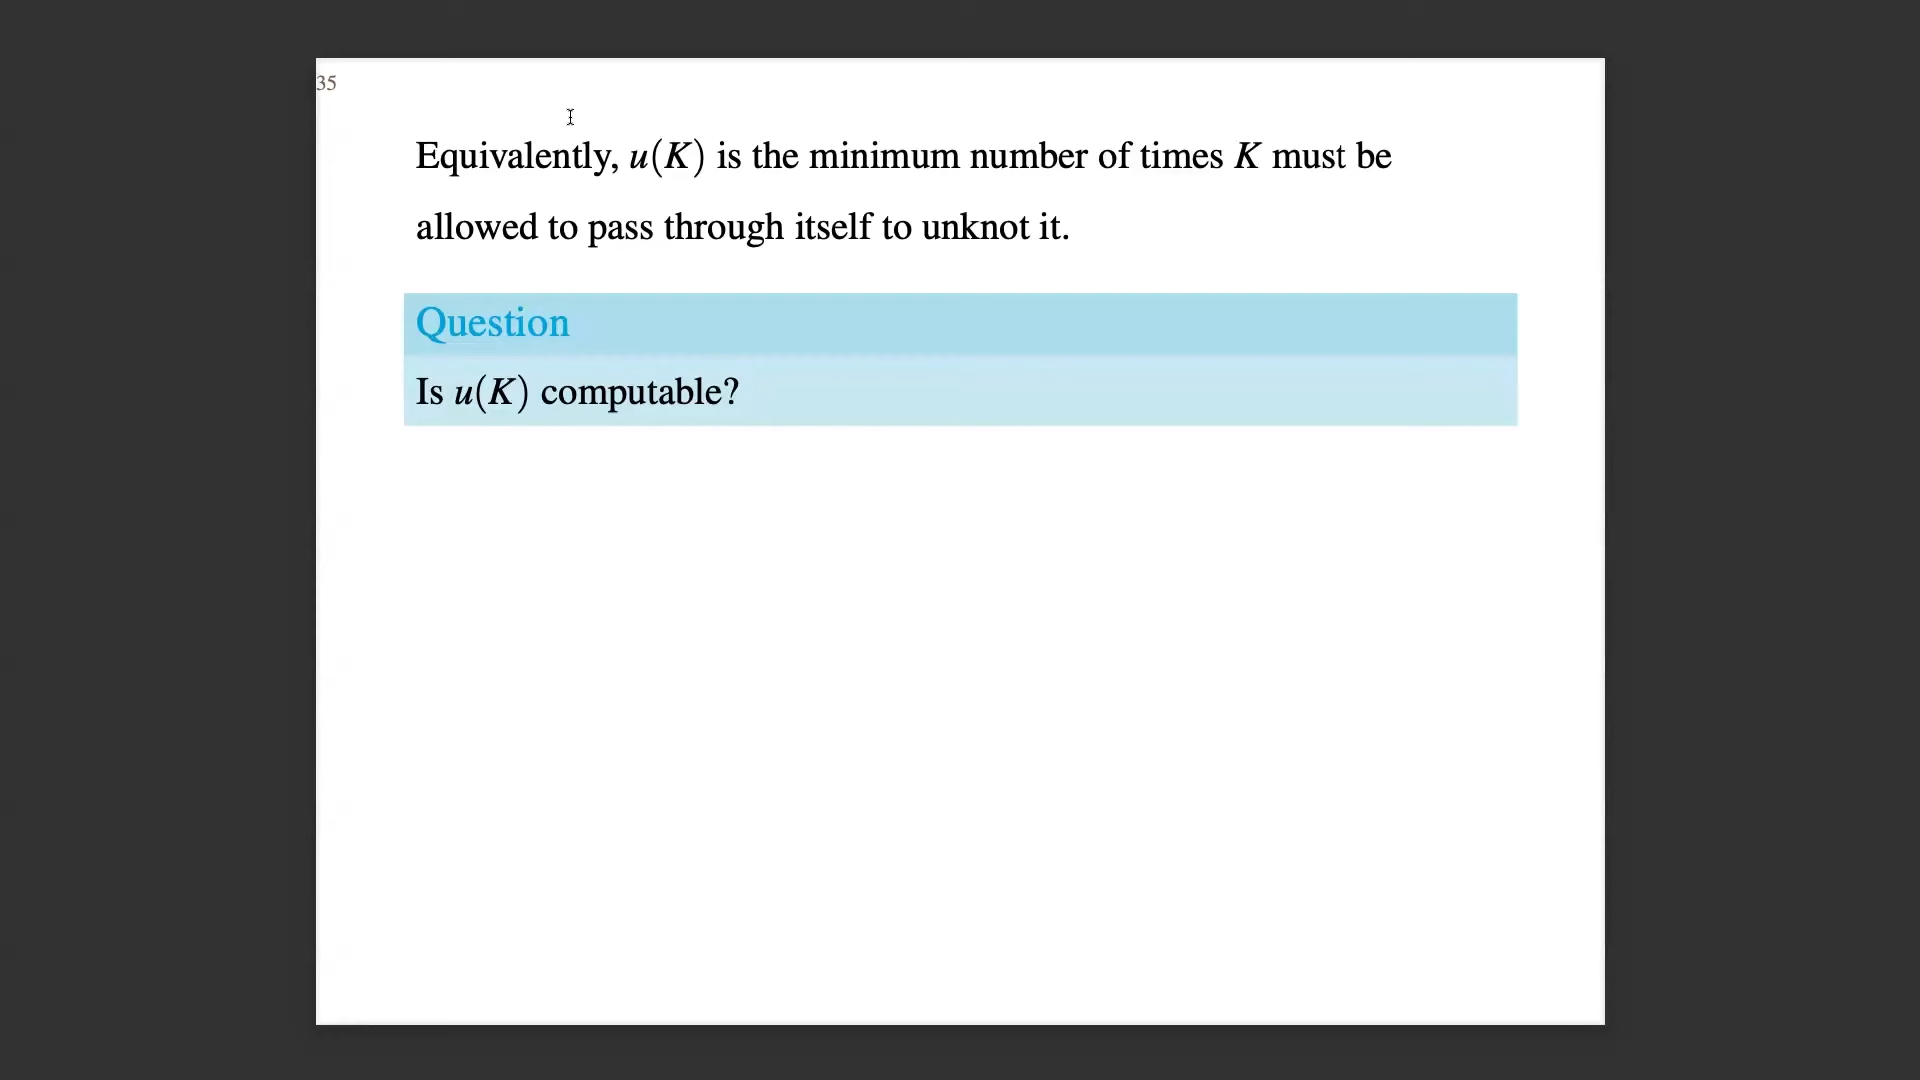 35
Equivalently, u(K) is the minimum number of times K must be
allowed to pass through itself to unknot it.
Question
Is u(K) computable?